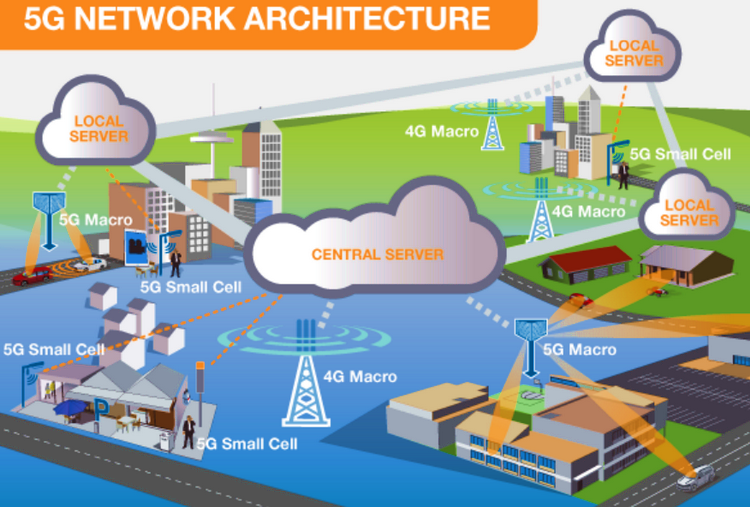 5G NETWORK ARCHITECTURE
LOCAL
SERVER
LOCAL
SERVER
4G Macro
5G Small Cell
5G Macro
4G Macro
LOCAL
SERVER
CENTRAL SERVER
5G Small Cell
5G Small Cell
5G Macro
4G Macro
5G Small Cell
P